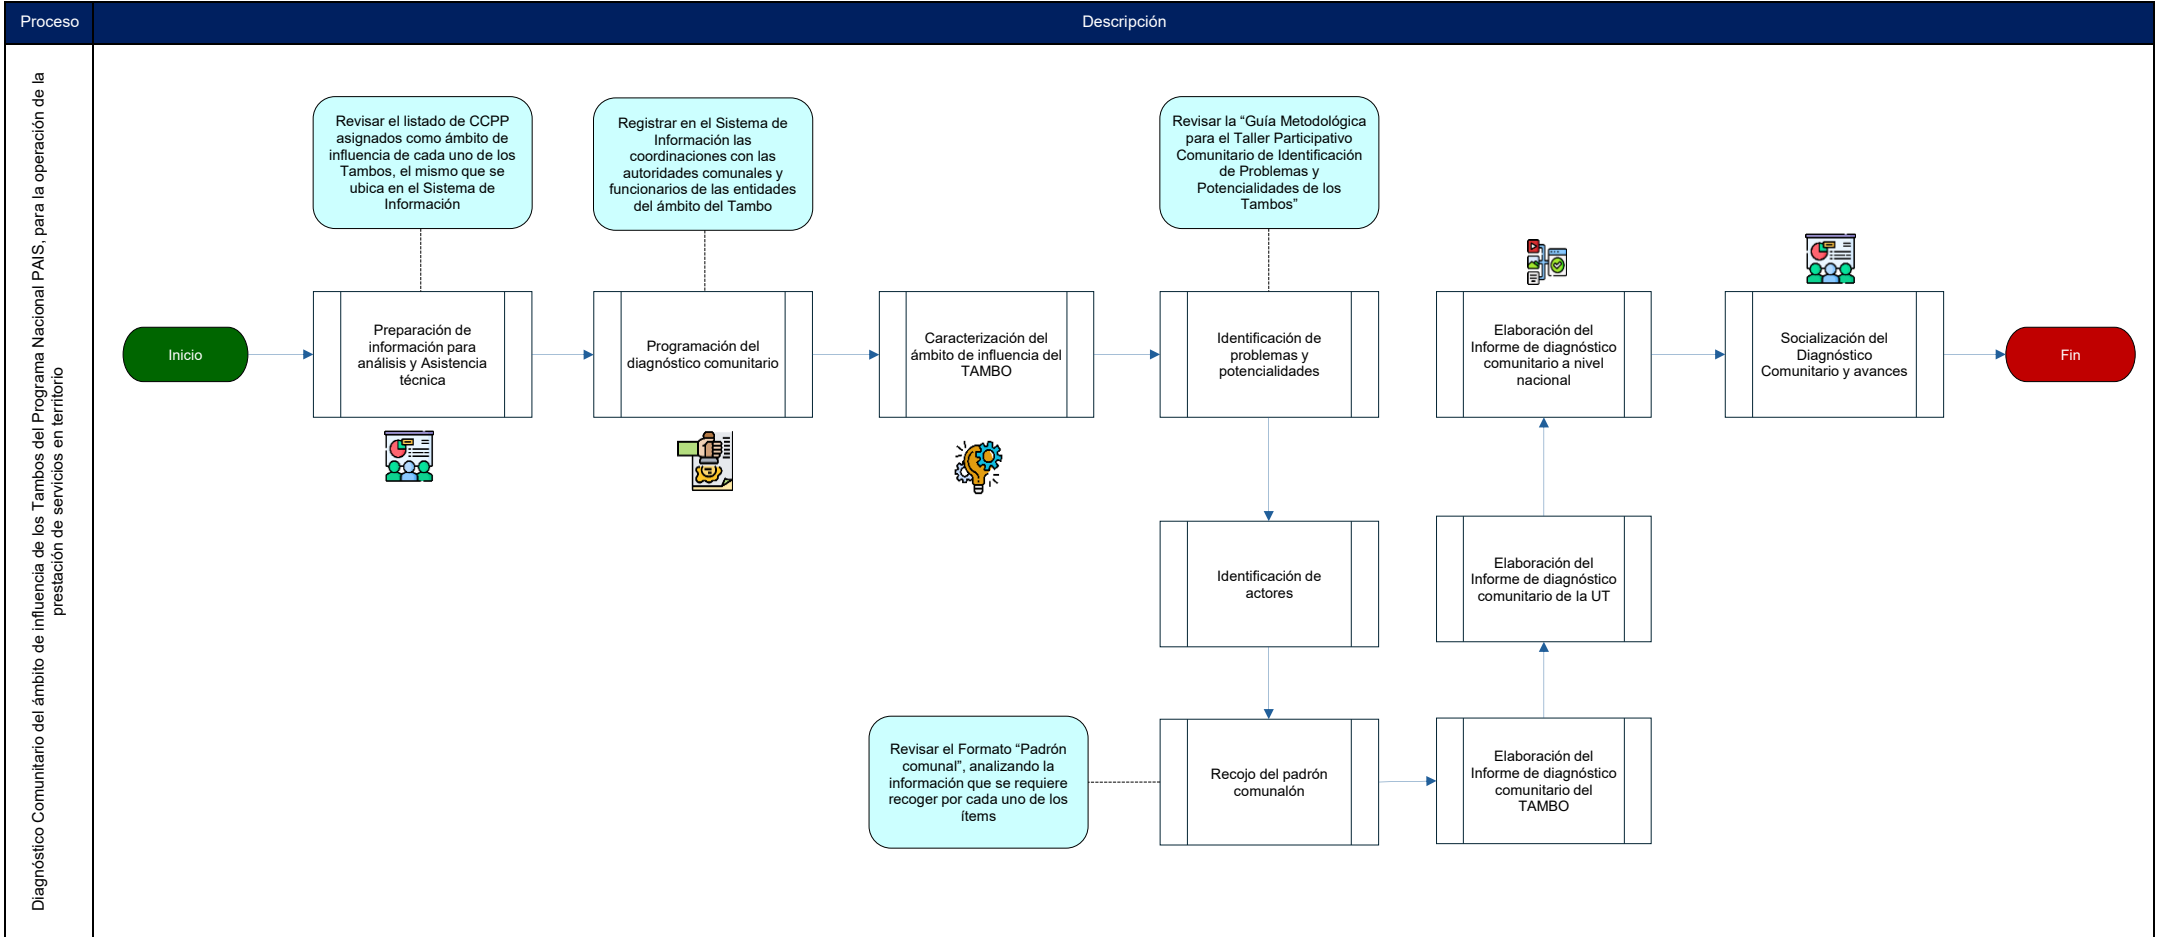 Proceso
Descripción
Diagnóstico Comunitario del ámbito de influencia de los Tambos del Programa Nacional PAIS, para la operación de la
prestación de servicios en territorio
Revisar el listado de CCPP
asignados como ámbito de
influencia de cada uno de los
Tambos, el mismo que se
ubica en el Sistema de
Información
Registrar en el Sistema de
Información las
coordinaciones con las
autoridades comunales y
funcionarios de las entidades
del ámbito del Tambo
Revisar la “Guía Metodológica
para el Taller Participativo
Comunitario de Identificación
de Problemas y
Potencialidades de los
Tambos”
Inicio
Preparación de
información para
análisis y Asistencia
técnica
Programación del
diagnóstico comunitario
Caracterización del
ámbito de influencia del
TAMBO
Identificación de
problemas y
potencialidades
Elaboración del
Informe de diagnóstico
comunitario a nivel
nacional
Socialización del
Diagnóstico
Comunitario y avances
Fin
Identificación de
actores
Elaboración del
Informe de diagnóstico
comunitario de la UT
Revisar el Formato “Padrón
comunal”, analizando la
información que se requiere
recoger por cada uno de los
ítems
Recojo del padrón
comunalón
Elaboración del
Informe de diagnóstico
comunitario del
TAMBO